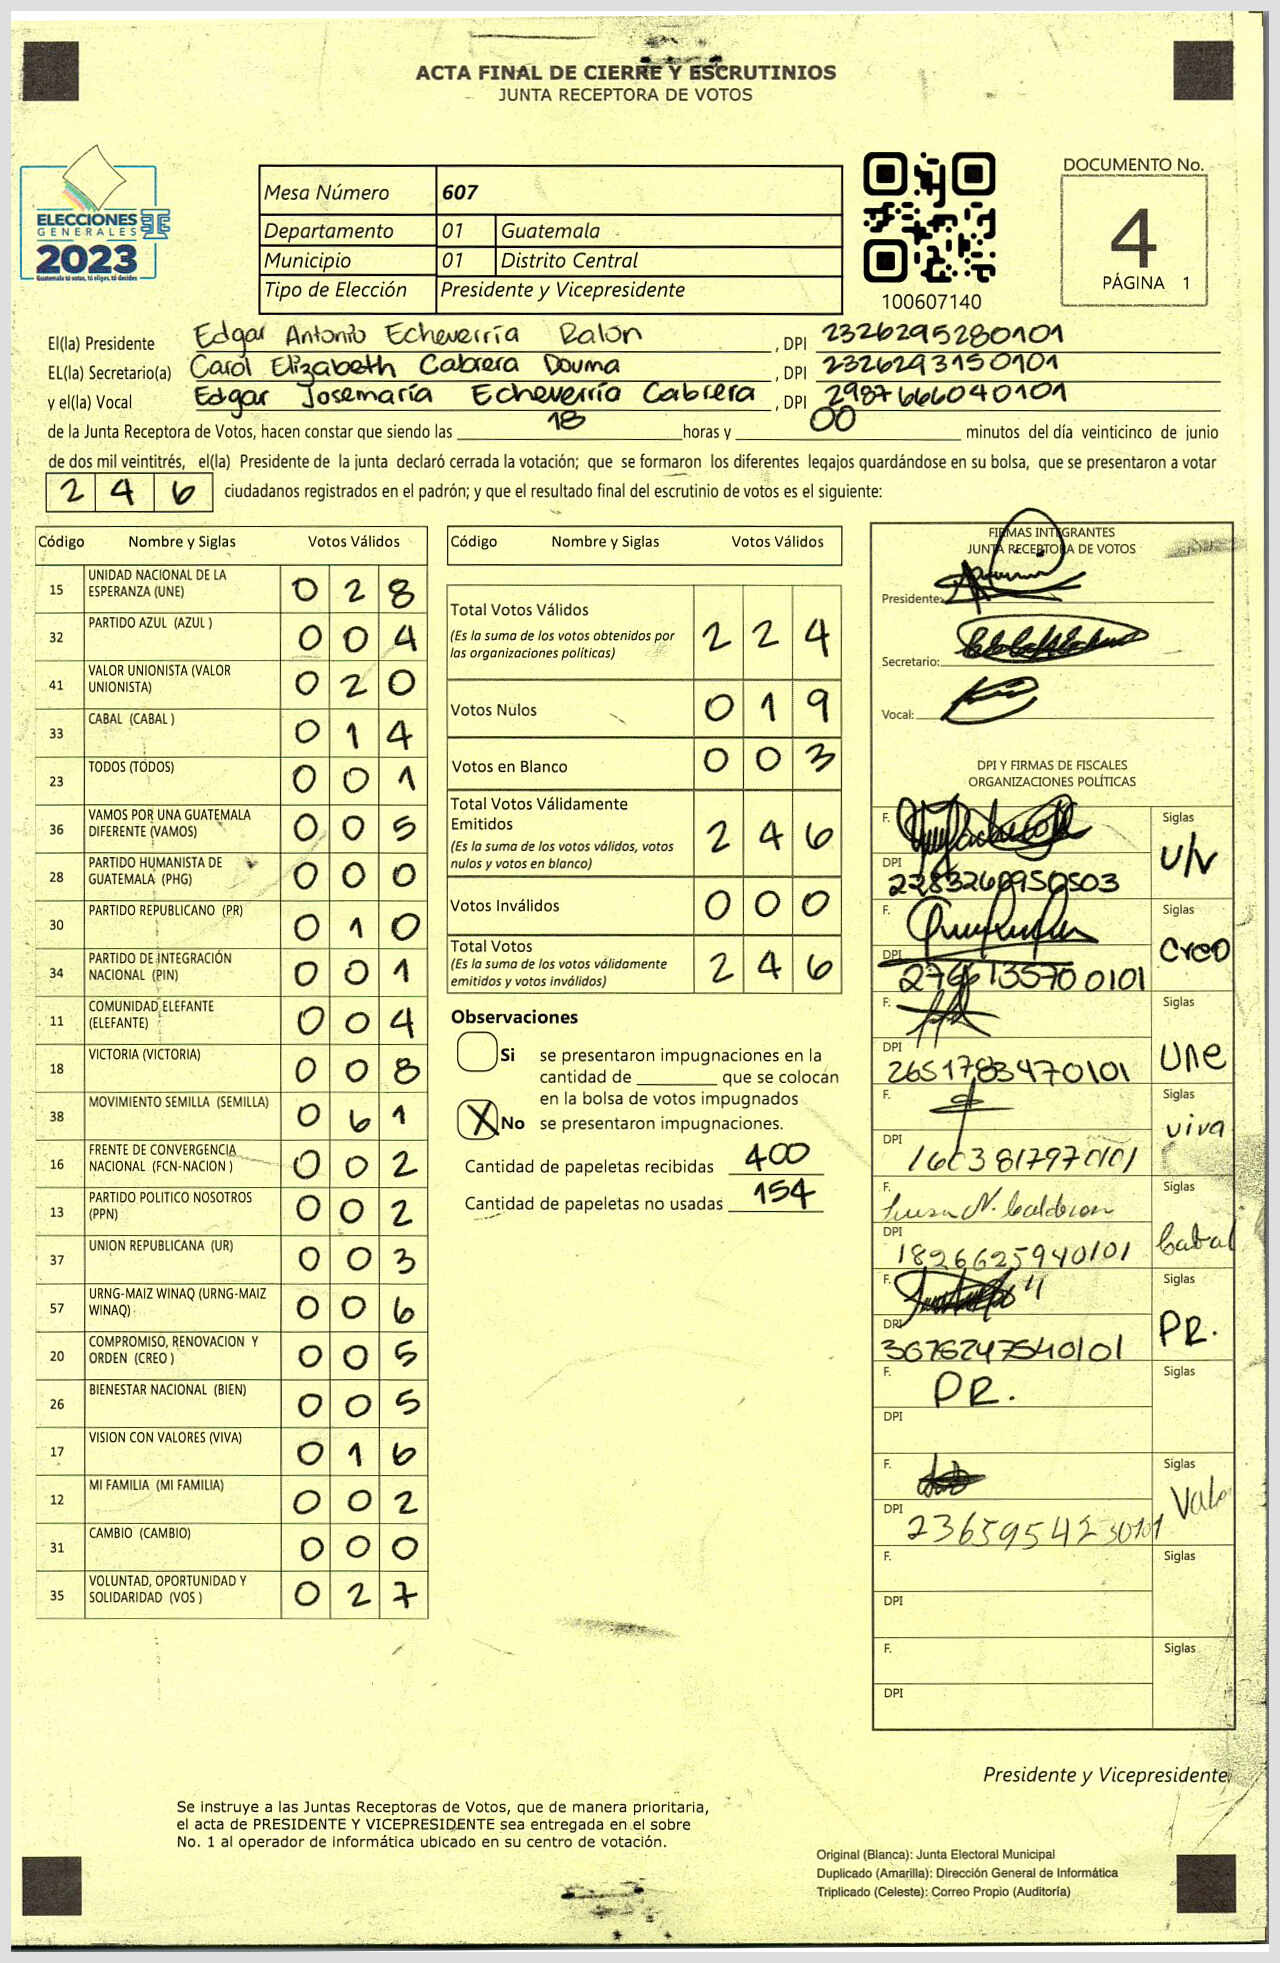 ACTA FINAL DE CIERRE Y ESCRUTINIOS
JUNTA RECEPTORA DE VOTOS
ELECCIONES
GENERALES
2023
Guatemala tú votas, tú eliges, tú decides
Mesa Número 607
Departamento 01 Guatemala
Municipio 01 Distrito Central
Tipo de Elección Presidente y Vicepresidente
100607140
DOCUMENTO No.
4
PÁGINA 1
El(la) Presidente Edgar Antonio Echeverría Ralón , DPI 2326295280101
EL(la) Secretario(a) Carol Elizabeth Cabrera Douma , DPI 2326293150101
y el(la) Vocal Edgar Josemaría Echeverría Cabrera , DPI 2987666040101
de la Junta Receptora de Votos, hacen constar que siendo las 18 horas y 00 minutos del día veinticinco de junio
de dos mil veintitrés, el(la) Presidente de la junta declaró cerrada la votación; que se formaron los diferentes legajos guardándose en su bolsa, que se presentaron a votar
2 4 6 ciudadanos registrados en el padrón; y que el resultado final del escrutinio de votos es el siguiente:
Código Nombre y Siglas Votos Válidos
15 UNIDAD NACIONAL DE LA ESPERANZA (UNE) 0 2 8
32 PARTIDO AZUL (AZUL ) 0 0 4
41 VALOR UNIONISTA (VALOR UNIONISTA) 0 2 0
33 CABAL (CABAL ) 0 1 4
23 TODOS (TODOS) 0 0 1
36 VAMOS POR UNA GUATEMALA DIFERENTE (VAMOS) 0 0 5
28 PARTIDO HUMANISTA DE GUATEMALA (PHG) 0 0 0
30 PARTIDO REPUBLICANO (PR) 0 1 0
34 PARTIDO DE INTEGRACIÓN NACIONAL (PIN) 0 0 1
11 COMUNIDAD ELEFANTE (ELEFANTE) 0 0 4
18 VICTORIA (VICTORIA) 0 0 8
38 MOVIMIENTO SEMILLA (SEMILLA) 0 6 1
16 FRENTE DE CONVERGENCIA NACIONAL (FCN-NACION ) 0 0 2
13 PARTIDO POLITICO NOSOTROS (PPN) 0 0 2
37 UNION REPUBLICANA (UR) 0 0 3
57 URNG-MAIZ WINAQ (URNG-MAIZ WINAQ) 0 0 6
20 COMPROMISO, RENOVACION Y ORDEN (CREO ) 0 0 5
26 BIENESTAR NACIONAL (BIEN) 0 0 5
17 VISION CON VALORES (VIVA) 0 1 6
12 MI FAMILIA (MI FAMILIA) 0 0 2
31 CAMBIO (CAMBIO) 0 0 0
35 VOLUNTAD, OPORTUNIDAD Y SOLIDARIDAD (VOS ) 0 2 7
Código Nombre y Siglas Votos Válidos
Total Votos Válidos
(Es la suma de los votos obtenidos por las organizaciones políticas) 2 2 4
Votos Nulos 0 1 9
Votos en Blanco 0 0 3
Total Votos Válidamente Emitidos
(Es la suma de los votos válidos, votos nulos y votos en blanco) 2 4 6
Votos Inválidos 0 0 0
Total Votos
(Es la suma de los votos válidamente emitidos y votos inválidos) 2 4 6
Observaciones
Si se presentaron impugnaciones en la
cantidad de ________ que se colocan
en la bolsa de votos impugnados
X No se presentaron impugnaciones.
Cantidad de papeletas recibidas 400
Cantidad de papeletas no usadas 154
FIRMAS INTEGRANTES
JUNTA RECEPTORA DE VOTOS
Presidente:
Secretario:
Vocal:
DPI Y FIRMAS DE FISCALES
ORGANIZACIONES POLÍTICAS
F. Siglas U/V
DPI 2283260950503
F. Siglas Creo
DPI
F. Siglas Une
DPI 2651783470101
F. Siglas viva
DPI
F. Calderon Siglas Cabal
DPI 1826625940101
F. Siglas PR.
DPI 3076247540101
F. PR. Siglas
DPI
F. Siglas
DPI 2365954230101
F. Siglas
DPI
F. Siglas
DPI
Presidente y Vicepresidente
Se instruye a las Juntas Receptoras de Votos, que de manera prioritaria,
el acta de PRESIDENTE Y VICEPRESIDENTE sea entregada en el sobre
No. 1 al operador de informática ubicado en su centro de votación.
Original (Blanca): Junta Electoral Municipal
Duplicado (Amarilla): Dirección General de Informática
Triplicado (Celeste): Correo Propio (Auditoría)